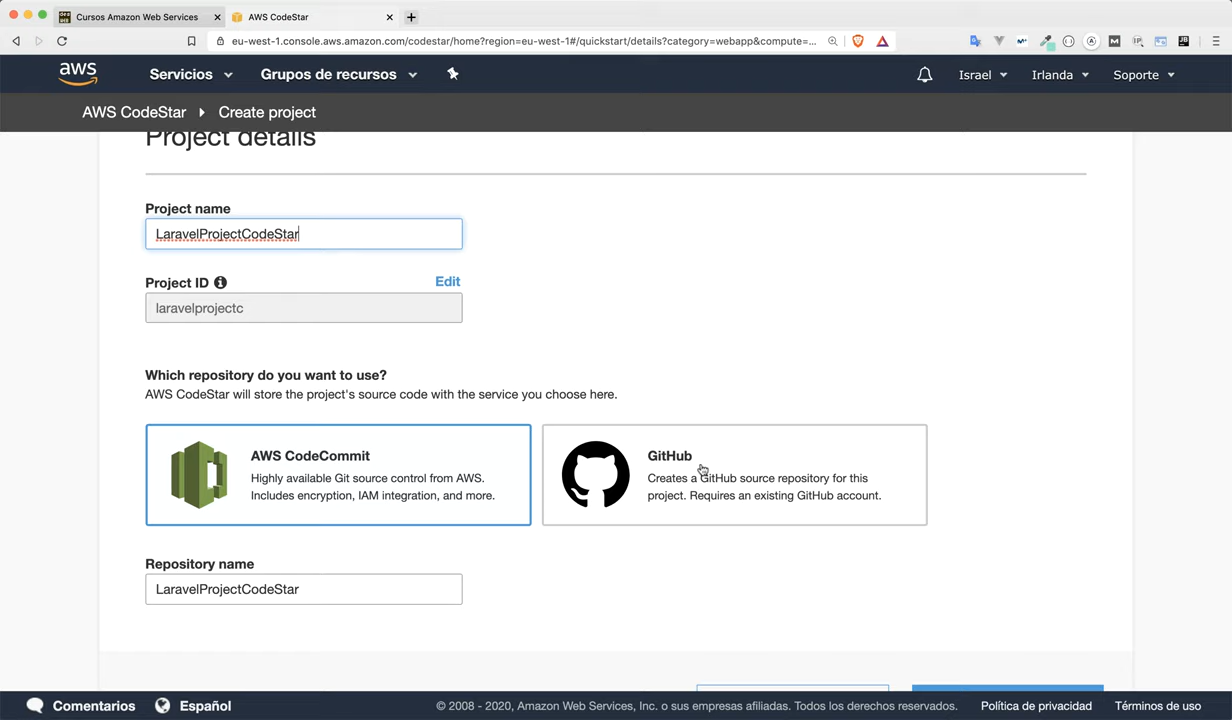 Cursos Amazon Web Services
AWS CodeStar
eu-west-1.console.aws.amazon.com/codestar/home?region=eu-west-1#/quickstart/details?category=webapp&compute=...
aws
Servicios
Grupos de recursos
Israel
Irlanda
Soporte
AWS CodeStar
Create project
Project details
Project name
LaravelProjectCodeStar
Project ID
Edit
laravelprojectc
Which repository do you want to use?
AWS CodeStar will store the project's source code with the service you choose here.
AWS CodeCommit
Highly available Git source control from AWS.
Includes encryption, IAM integration, and more.
GitHub
Creates a GitHub source repository for this
project. Requires an existing GitHub account.
Repository name
LaravelProjectCodeStar
Comentarios
Español
© 2008 - 2020, Amazon Web Services, Inc. o sus empresas afiliadas. Todos los derechos reservados.
Política de privacidad
Términos de uso